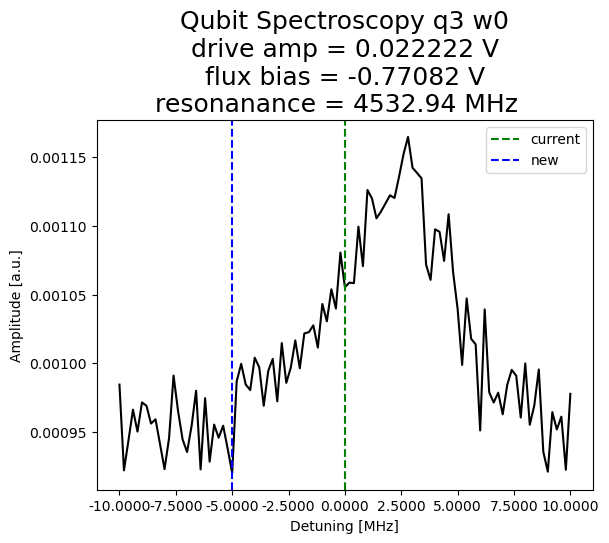 Qubit Spectroscopy q3 w0
drive amp = 0.022222 V
flux bias = -0.77082 V
resonanance = 4532.94 MHz
current
new
0.00115
0.00110
0.00105
0.00100
0.00095
Amplitude [a.u.]
-10.0000 -7.5000 -5.0000 -2.5000 0.0000 2.5000 5.0000 7.5000 10.0000
Detuning [MHz]